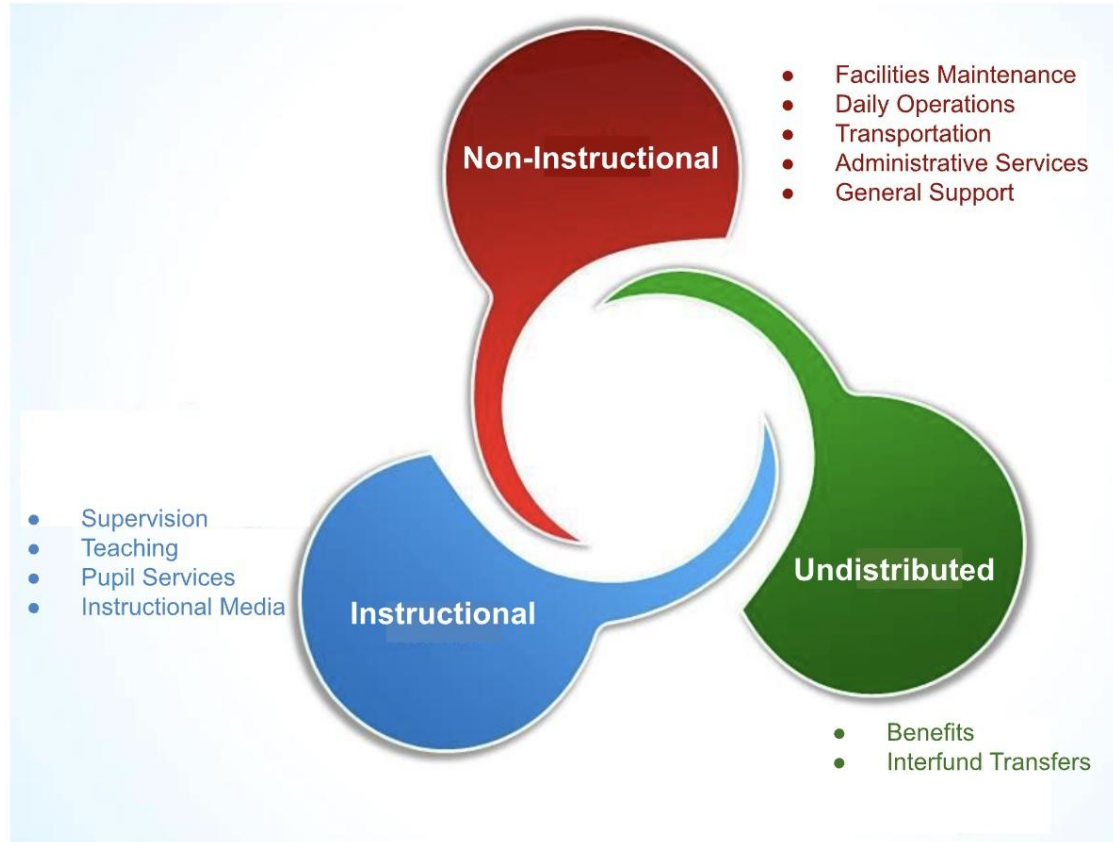 Non-Instructional
● Facilities Maintenance
● Daily Operations
● Transportation
● Administrative Services
● General Support
● Supervision
● Teaching
● Pupil Services
● Instructional Media
Instructional
Undistributed
● Benefits
● Interfund Transfers